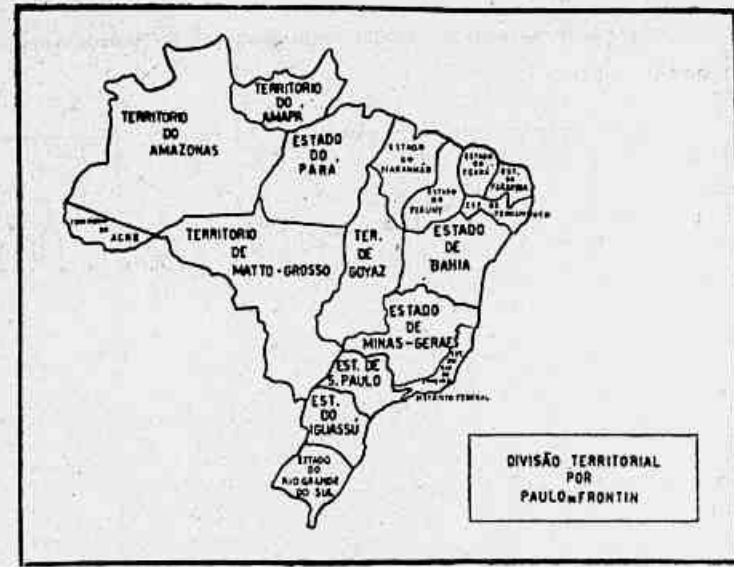 TERRITORIO
DO
AMAZONAS
TERRITORIO
DO
AMAPÁ
ESTADO
DO
PARÁ
ESTADO
DO
MARANHÃO
ESTADO
DO
CEARÁ
EST.
DA
PARAHYBA
ESTADO
DO
PIAUHY
EST. DE
PERNAMBUCO
TERRITORIO
DO
ACRE
TERRITORIO
DE
MATTO-GROSSO
TER.
DE
GOYAZ
ESTADO
DE
BAHIA
ESTADO
DE
MINAS-GERAES
DISTRICTO FEDERAL
EST. DE
S. PAULO
EST.
DO
IGUASSÚ
ESTADO
DO
RIO GRANDE
DO SUL
DIVISÃO TERRITORIAL
POR
PAULO DE FRONTIN